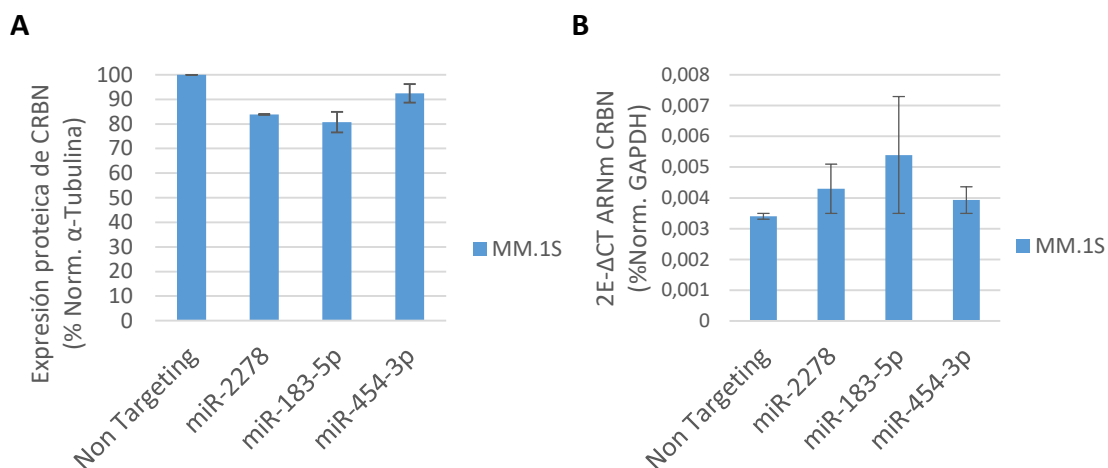 A
Expresión proteica de CRBN
(% Norm. α-Tubulina)
100
90
80
70
60
50
40
30
20
10
0
Non Targeting
miR-2278
miR-183-5p
miR-454-3p
MM.1S
B
2E-ΔCT ARNm CRBN
(%Norm. GAPDH)
0,008
0,007
0,006
0,005
0,004
0,003
0,002
0,001
0
Non Targeting
miR-2278
miR-183-5p
miR-454-3p
MM.1S